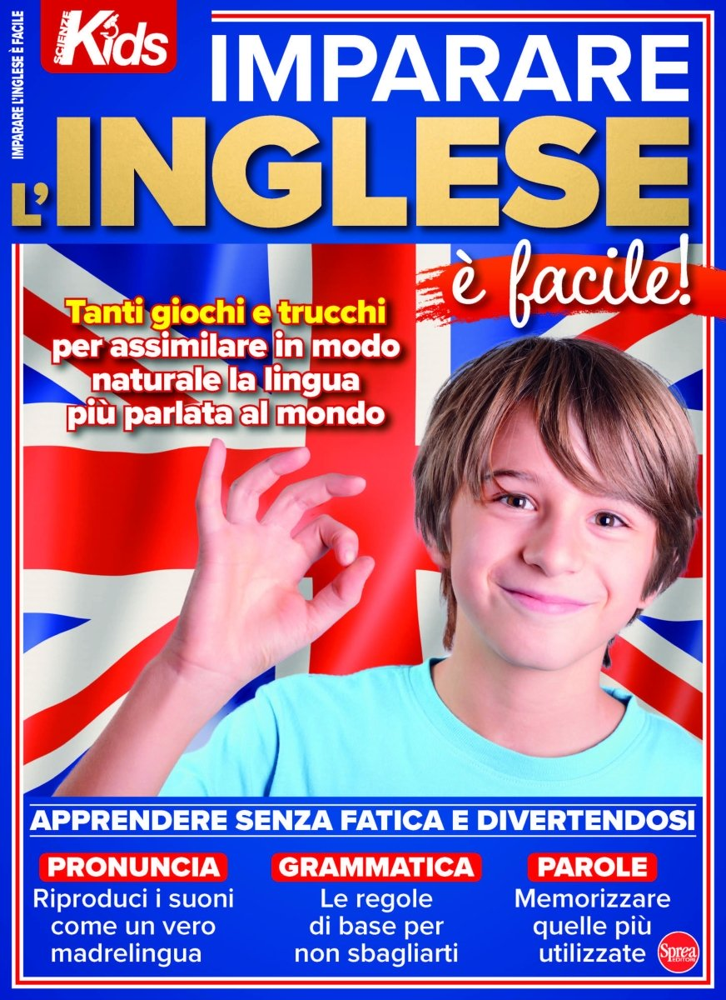 IMPARARE L'INGLESE È FACILE
SCIENZE
Kids
IMPARARE
L'INGLESE
è facile!
Tanti giochi e trucchi
per assimilare in modo
naturale la lingua
più parlata al mondo
APPRENDERE SENZA FATICA E DIVERTENDOSI
PRONUNCIA
Riproduci i suoni
come un vero
madrelingua
GRAMMATICA
Le regole
di base per
non sbagliarti
PAROLE
Memorizzare
quelle più
utilizzate
Sprea
EDITORI